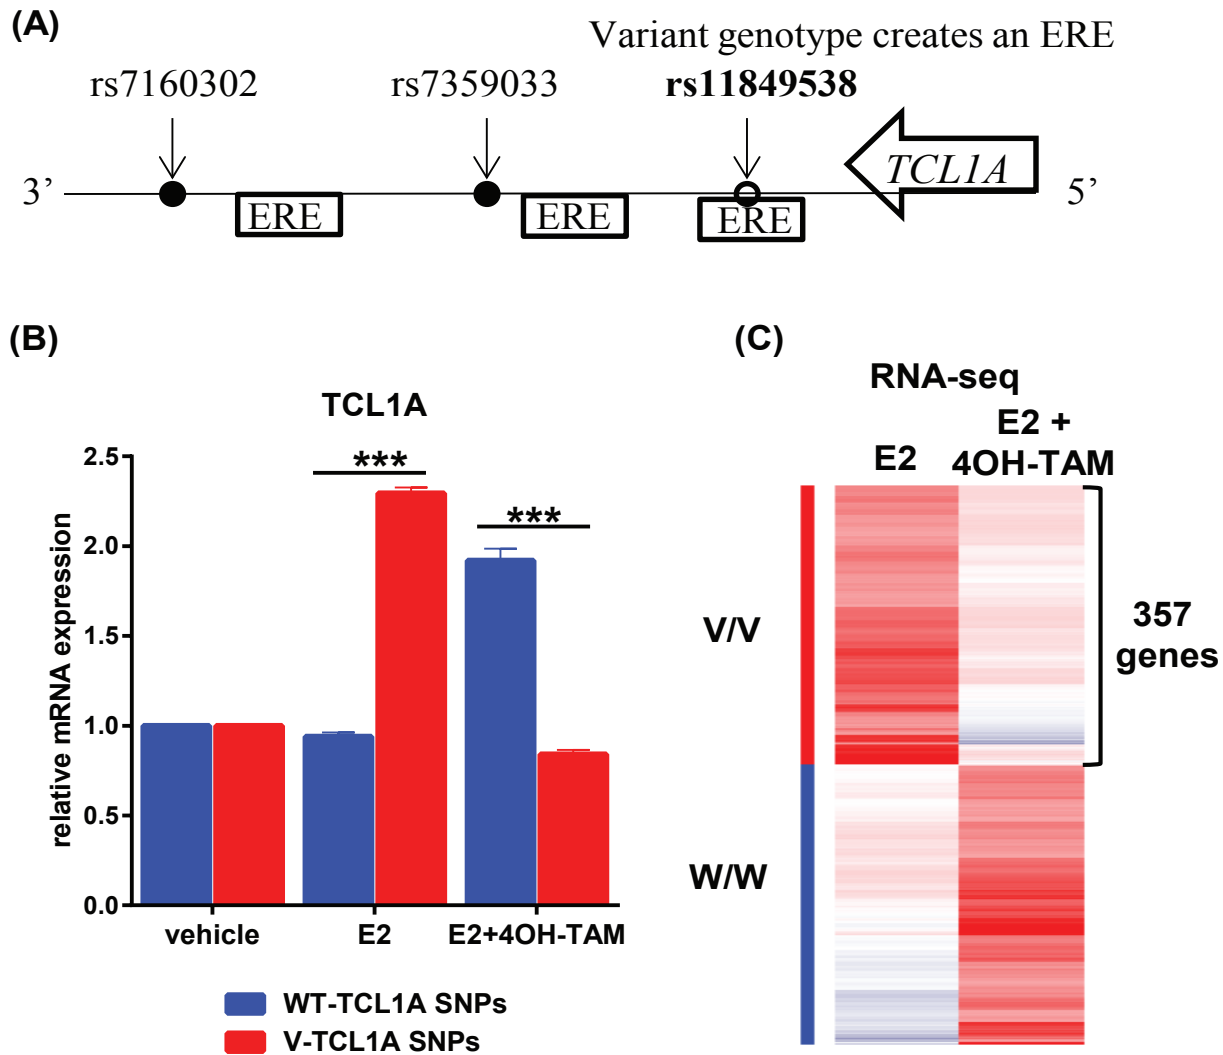 (A)
Variant genotype creates an ERE
rs7160302 rs7359033 rs11849538
TCL1A
3’ 5’
ERE ERE ERE
(B)
TCL1A
relative mRNA expression
2.5
2.0
1.5
1.0
0.5
0.0
***
***
vehicle E2 E2+4OH-TAM
WT-TCL1A SNPs
V-TCL1A SNPs
(C)
RNA-seq
E2
E2 +
4OH-TAM
V/V
W/W
357
genes